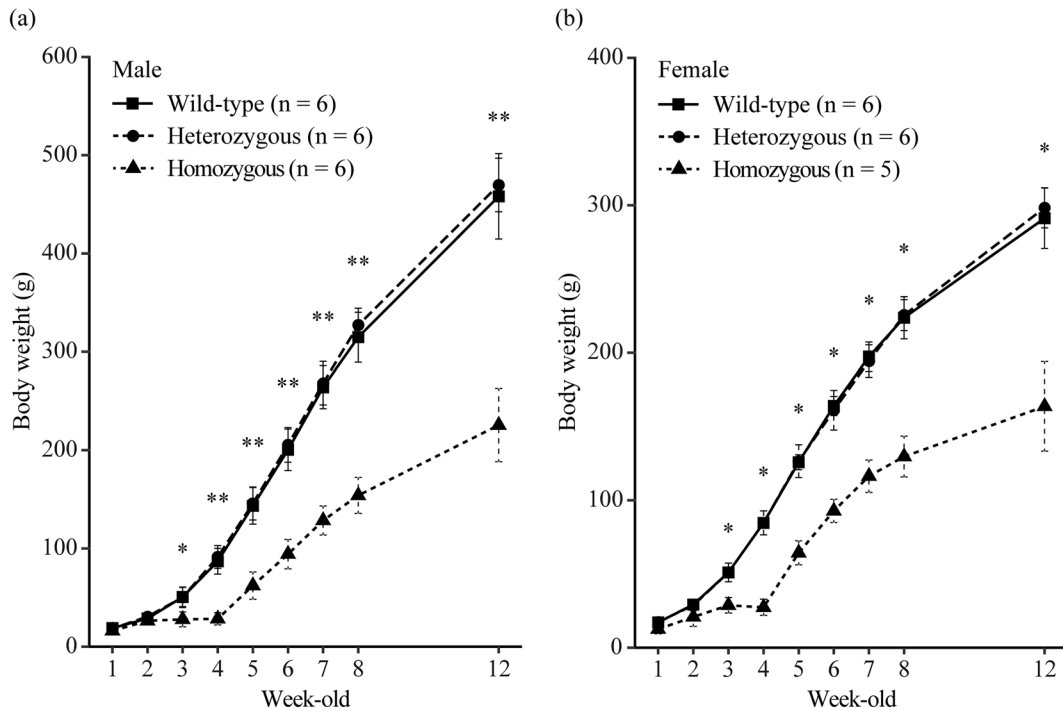 (a)
Male
Wild-type (n = 6)
Heterozygous (n = 6)
Homozygous (n = 6)
Body weight (g)
600
500
400
300
200
100
0
** 
** 
** 
** 
** 
** 
*
1 2 3 4 5 6 7 8 12
Week-old
(b)
Female
Wild-type (n = 6)
Heterozygous (n = 6)
Homozygous (n = 5)
Body weight (g)
400
300
200
100
0
*
*
*
*
*
*
*
1 2 3 4 5 6 7 8 12
Week-old